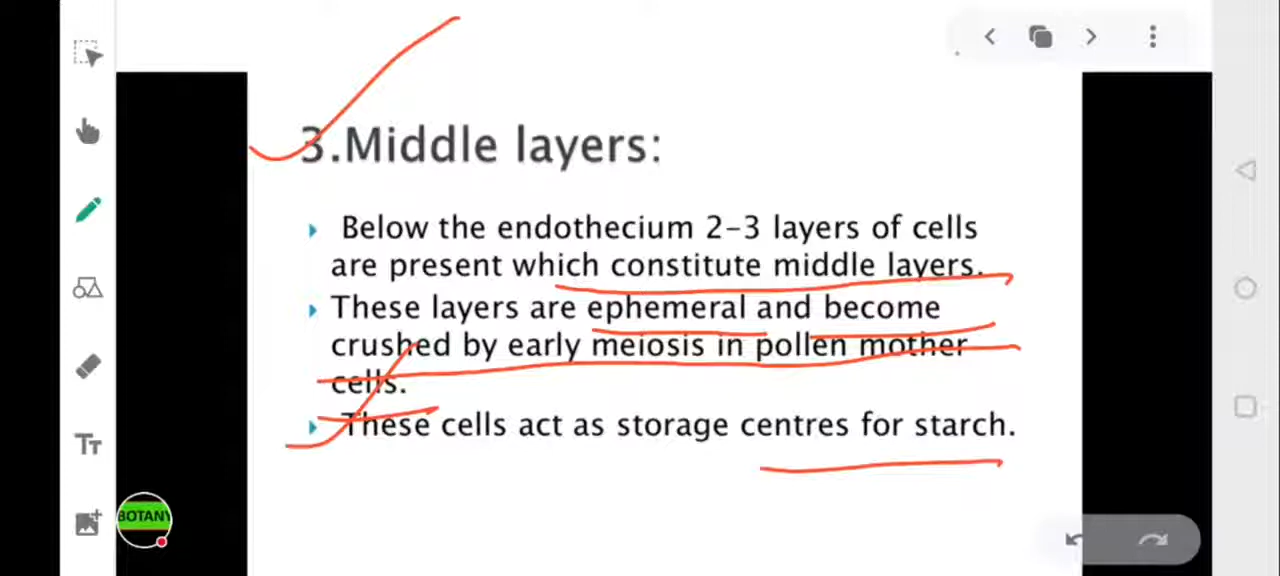 3.Middle layers:
Below the endothecium 2-3 layers of cells
are present which constitute middle layers.
These layers are ephemeral and become
crushed by early meiosis in pollen mother
cells.
These cells act as storage centres for starch.
TT
BOTANY